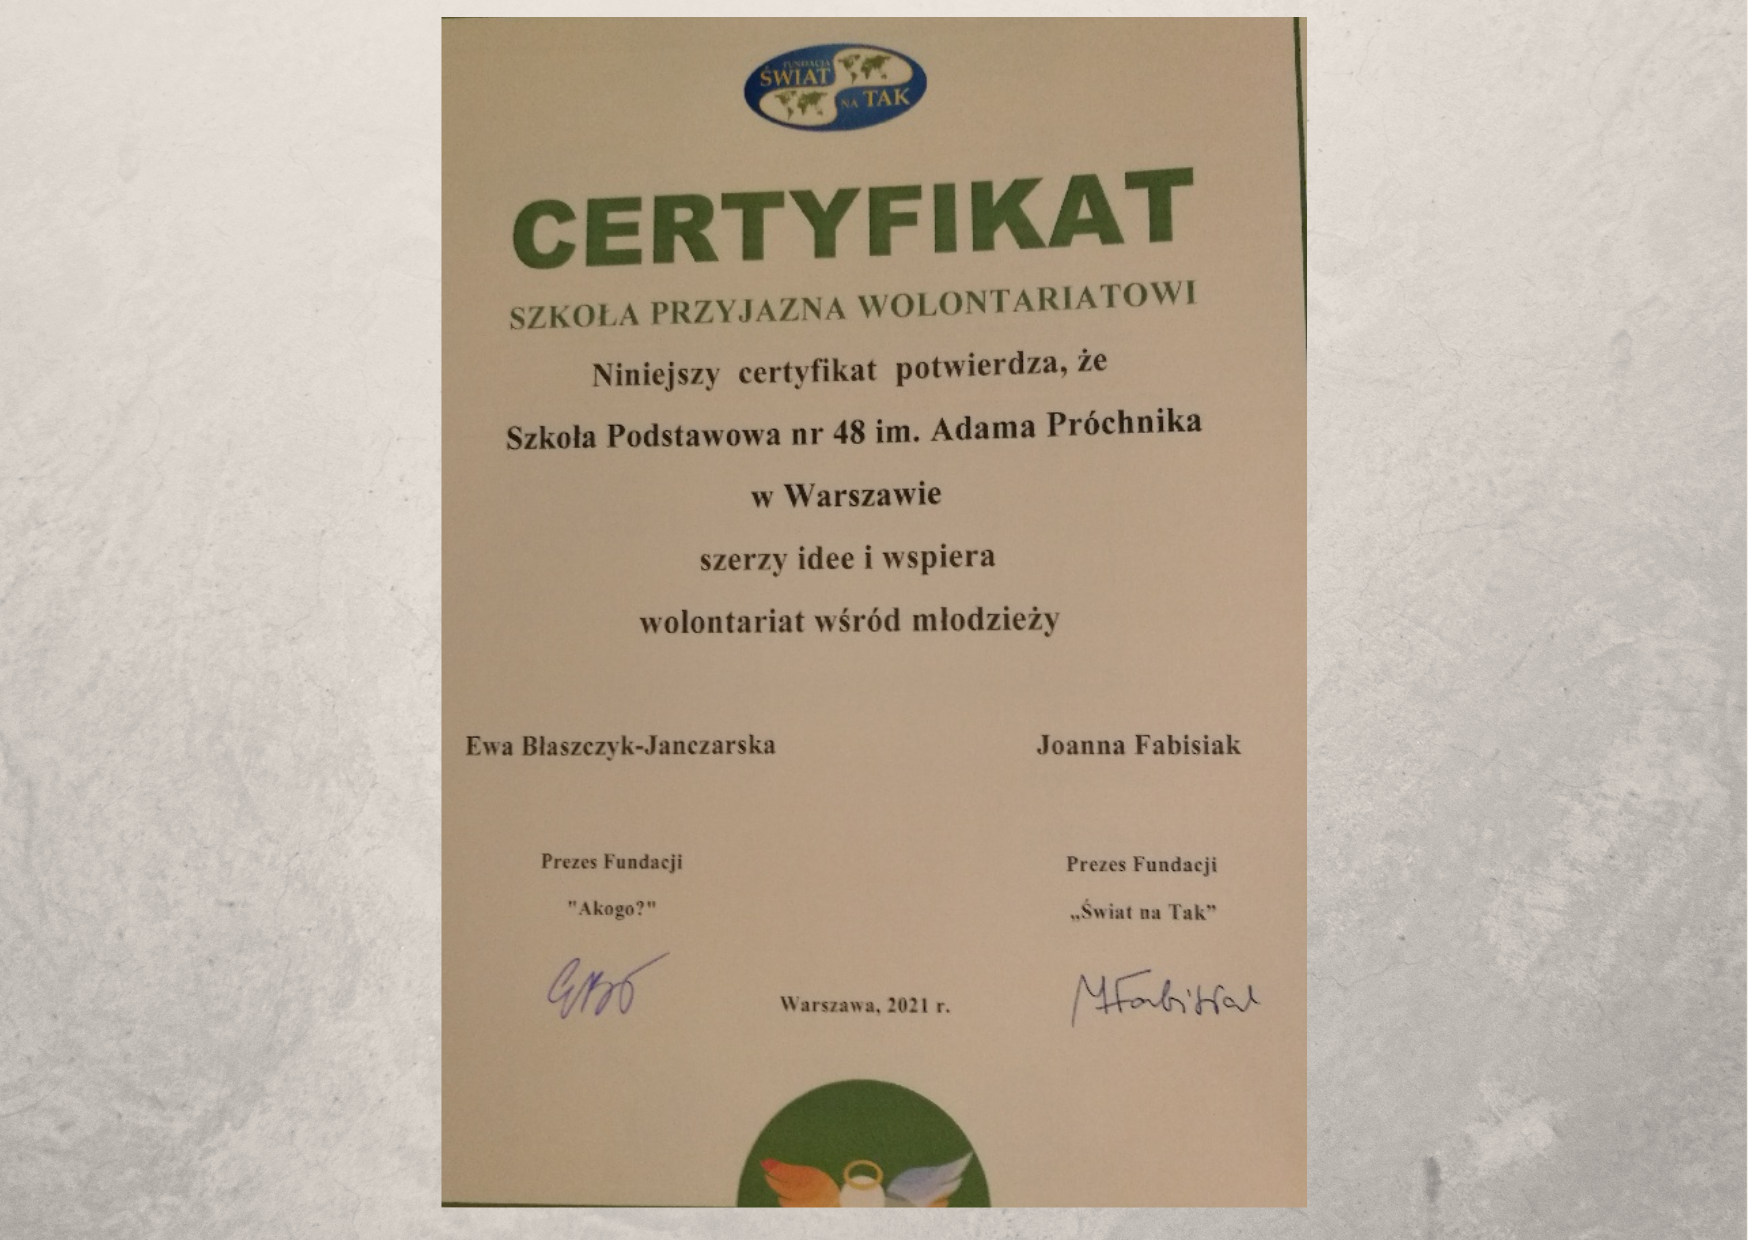 FUNDACJA
ŚWIAT
NA TAK
CERTYFIKAT
SZKOŁA PRZYJAZNA WOLONTARIATOWI
Niniejszy certyfikat potwierdza, że
Szkoła Podstawowa nr 48 im. Adama Próchnika
w Warszawie
szerzy idee i wspiera
wolontariat wśród młodzieży
Ewa Błaszczyk-Janczarska
Joanna Fabisiak
Prezes Fundacji
"Akogo?"
Prezes Fundacji
„Świat na Tak”
Warszawa, 2021 r.